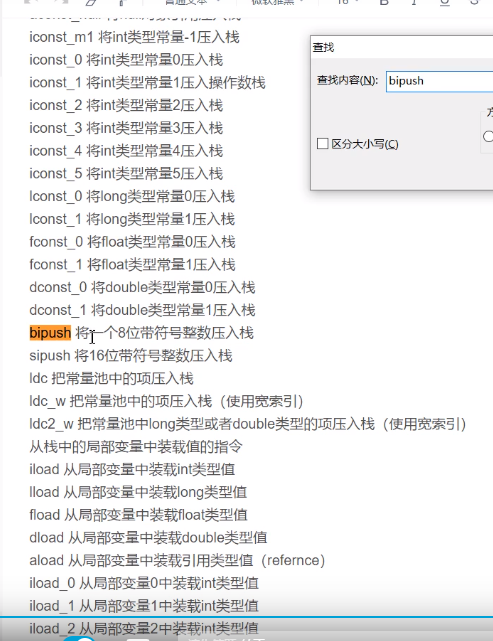 iconst_m1 将int类型常量-1压入栈
iconst_0 将int类型常量0压入栈
iconst_1 将int类型常量1压入操作数栈
iconst_2 将int类型常量2压入栈
iconst_3 将int类型常量3压入栈
iconst_4 将int类型常量4压入栈
iconst_5 将int类型常量5压入栈
lconst_0 将long类型常量0压入栈
lconst_1 将long类型常量1压入栈
fconst_0 将float类型常量0压入栈
fconst_1 将float类型常量1压入栈
dconst_0 将double类型常量0压入栈
dconst_1 将double类型常量1压入栈
bipush 将一个8位带符号整数压入栈
sipush 将16位带符号整数压入栈
ldc 把常量池中的项压入栈
ldc_w 把常量池中的项压入栈（使用宽索引）
ldc2_w 把常量池中long类型或者double类型的项压入栈（使用宽索引）
从栈中的局部变量中装载值的指令
iload 从局部变量中装载int类型值
lload 从局部变量中装载long类型值
fload 从局部变量中装载float类型值
dload 从局部变量中装载double类型值
aload 从局部变量中装载引用类型值（refernce）
iload_0 从局部变量0中装载int类型值
iload_1 从局部变量1中装载int类型值
iload_2 从局部变量2中装载int类型值
查找
查找内容(N): bipush
区分大小写(C)